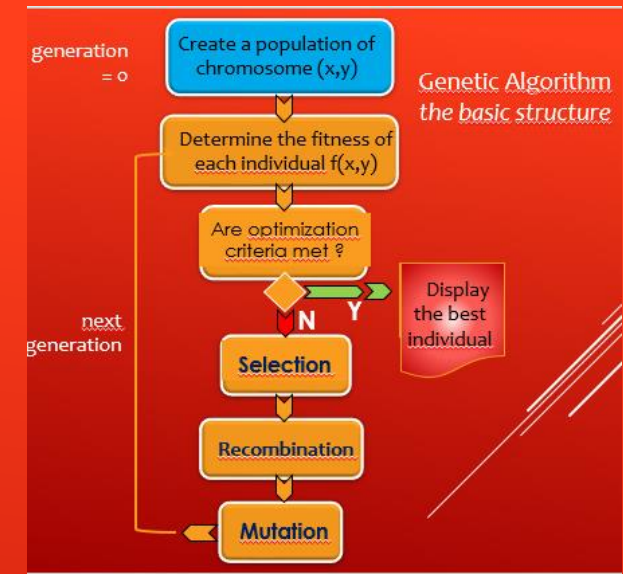 generation
= 0
Create a population of
chromosome (x,y)
Genetic Algorithm
the basic structure
Determine the fitness of
each individual f(x,y)
Are optimization
criteria met ?
N
Y
Display
the best
individual
next
generation
Selection
Recombination
Mutation